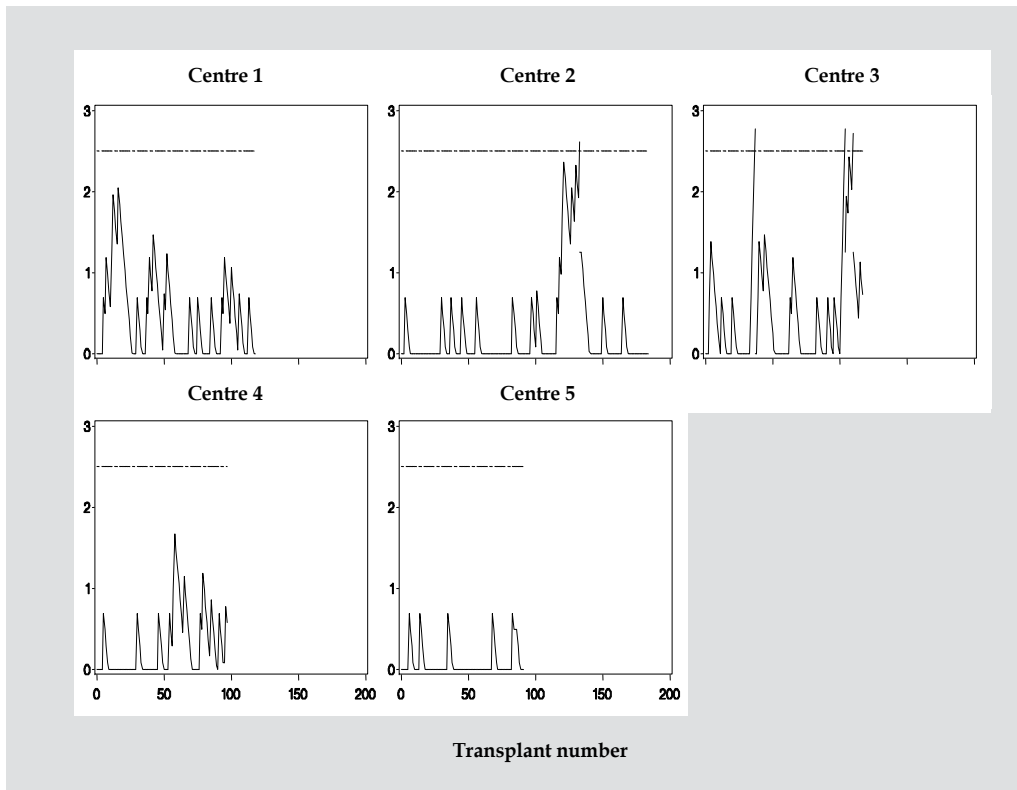 Centre 1 Centre 2 Centre 3
3 3 3
2 2 2
1 1 1
0 0 0
Centre 4 Centre 5
3 3
2 2
1 1
0 0
0 50 100 150 200 0 50 100 150 200
Transplant number